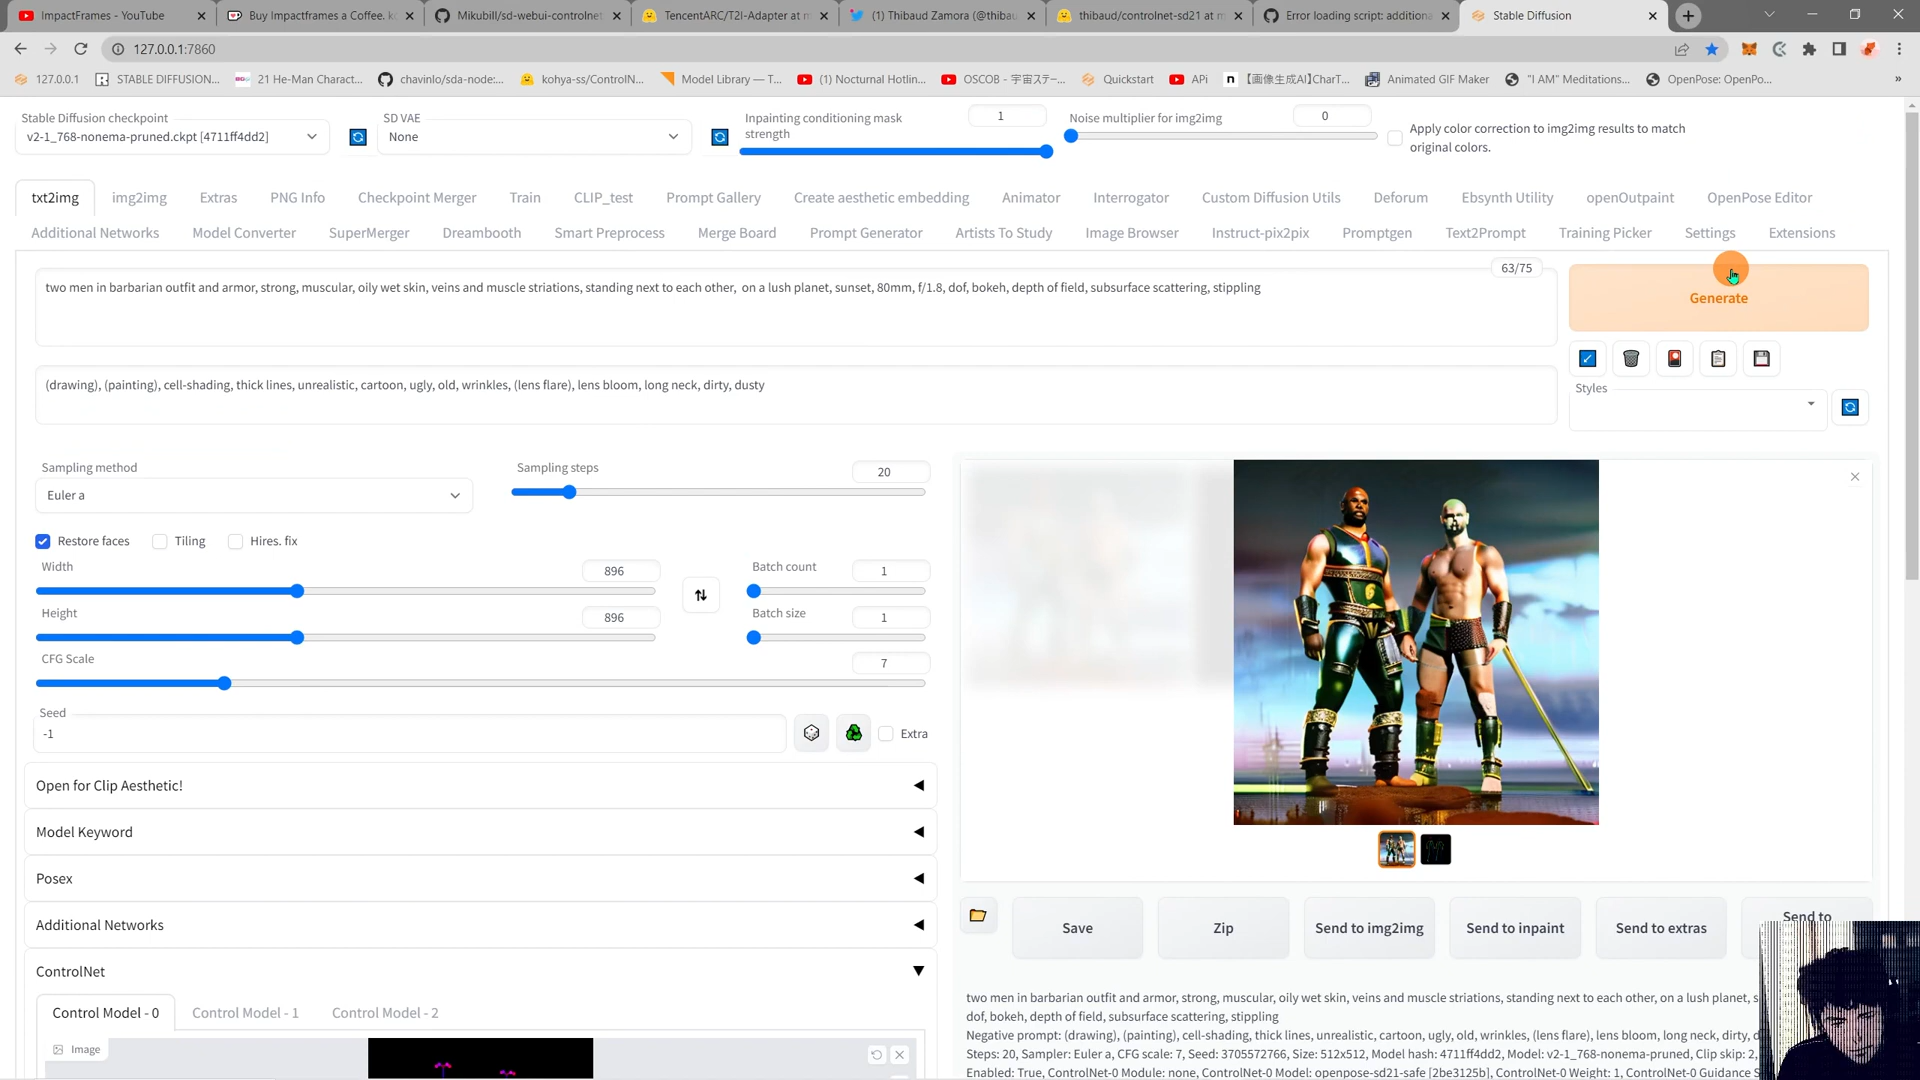 ImpactFrames - YouTube
Buy Impactframes a Coffee. k
Mikubill/sd-webui-controlnet
TencentARC/T2I-Adapter at m
(1) Thibaud Zamora (@thibau
thibaud/controlnet-sd21 at m
Error loading script: additiona
Stable Diffusion
127.0.0.1:7860
127.0.0.1
STABLE DIFFUSION...
21 He-Man Charact...
chavinlo/sda-node:...
kohya-ss/ControlN...
Model Library — T...
(1) Nocturnal Hotlin...
OSCOB - 宇宙ステー...
Quickstart
APi
【画像生成AI】CharT...
Animated GIF Maker
"I AM" Meditations...
OpenPose: OpenPo...
»
Stable Diffusion checkpoint
v2-1_768-nonema-pruned.ckpt [4711ff4dd2]
SD VAE
None
Inpainting conditioning mask
strength
1
Noise multiplier for img2img
0
Apply color correction to img2img results to match
original colors.
txt2img
img2img
Extras
PNG Info
Checkpoint Merger
Train
CLIP_test
Prompt Gallery
Create aesthetic embedding
Animator
Interrogator
Custom Diffusion Utils
Deforum
Ebsynth Utility
openOutpaint
OpenPose Editor
Additional Networks
Model Converter
SuperMerger
Dreambooth
Smart Preprocess
Merge Board
Prompt Generator
Artists To Study
Image Browser
Instruct-pix2pix
Promptgen
Text2Prompt
Training Picker
Settings
Extensions
63/75
two men in barbarian outfit and armor, strong, muscular, oily wet skin, veins and muscle striations, standing next to each other,  on a lush planet, sunset, 80mm, f/1.8, dof, bokeh, depth of field, subsurface scattering, stippling
Generate
(drawing), (painting), cell-shading, thick lines, unrealistic, cartoon, ugly, old, wrinkles, (lens flare), lens bloom, long neck, dirty, dusty
Styles
Sampling method
Euler a
Sampling steps
20
Restore faces
Tiling
Hires. fix
Width
896
Height
896
Batch count
1
Batch size
1
CFG Scale
7
Seed
-1
Extra
Open for Clip Aesthetic!
Model Keyword
Posex
Additional Networks
ControlNet
Control Model - 0
Control Model - 1
Control Model - 2
Image
Save
Zip
Send to img2img
Send to inpaint
Send to extras
Send to
two men in barbarian outfit and armor, strong, muscular, oily wet skin, veins and muscle striations, standing next to each other, on a lush planet, s
dof, bokeh, depth of field, subsurface scattering, stippling
Negative prompt: (drawing), (painting), cell-shading, thick lines, unrealistic, cartoon, ugly, old, wrinkles, (lens flare), lens bloom, long neck, dirty, d
Steps: 20, Sampler: Euler a, CFG scale: 7, Seed: 3705572766, Size: 512x512, Model hash: 4711ff4dd2, Model: v2-1_768-nonema-pruned, Clip skip: 2,
Enabled: True, ControlNet-0 Module: none, ControlNet-0 Model: openpose-sd21-safe [2be3125b], ControlNet-0 Weight: 1, ControlNet-0 Guidance S